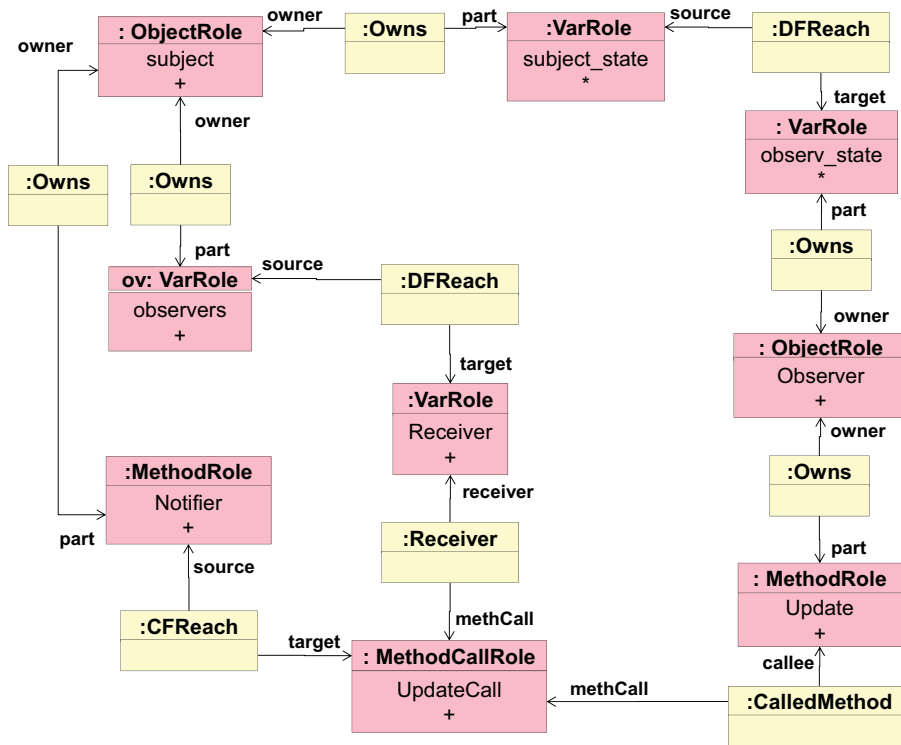 owner
:Owns
part
source
: ObjectRole
subject
+
:VarRole
subject_state
*
:DFReach
owner
owner
target
: VarRole
observ_state
*
:Owns
:Owns
part
:Owns
part
source
ov: VarRole
observers
+
:DFReach
owner
target
: ObjectRole
Observer
+
:VarRole
Receiver
+
owner
:MethodRole
Notifier
+
:Owns
receiver
part
:Receiver
part
source
: MethodRole
Update
+
:CFReach
methCall
target
: MethodCallRole
UpdateCall
+
callee
methCall
:CalledMethod